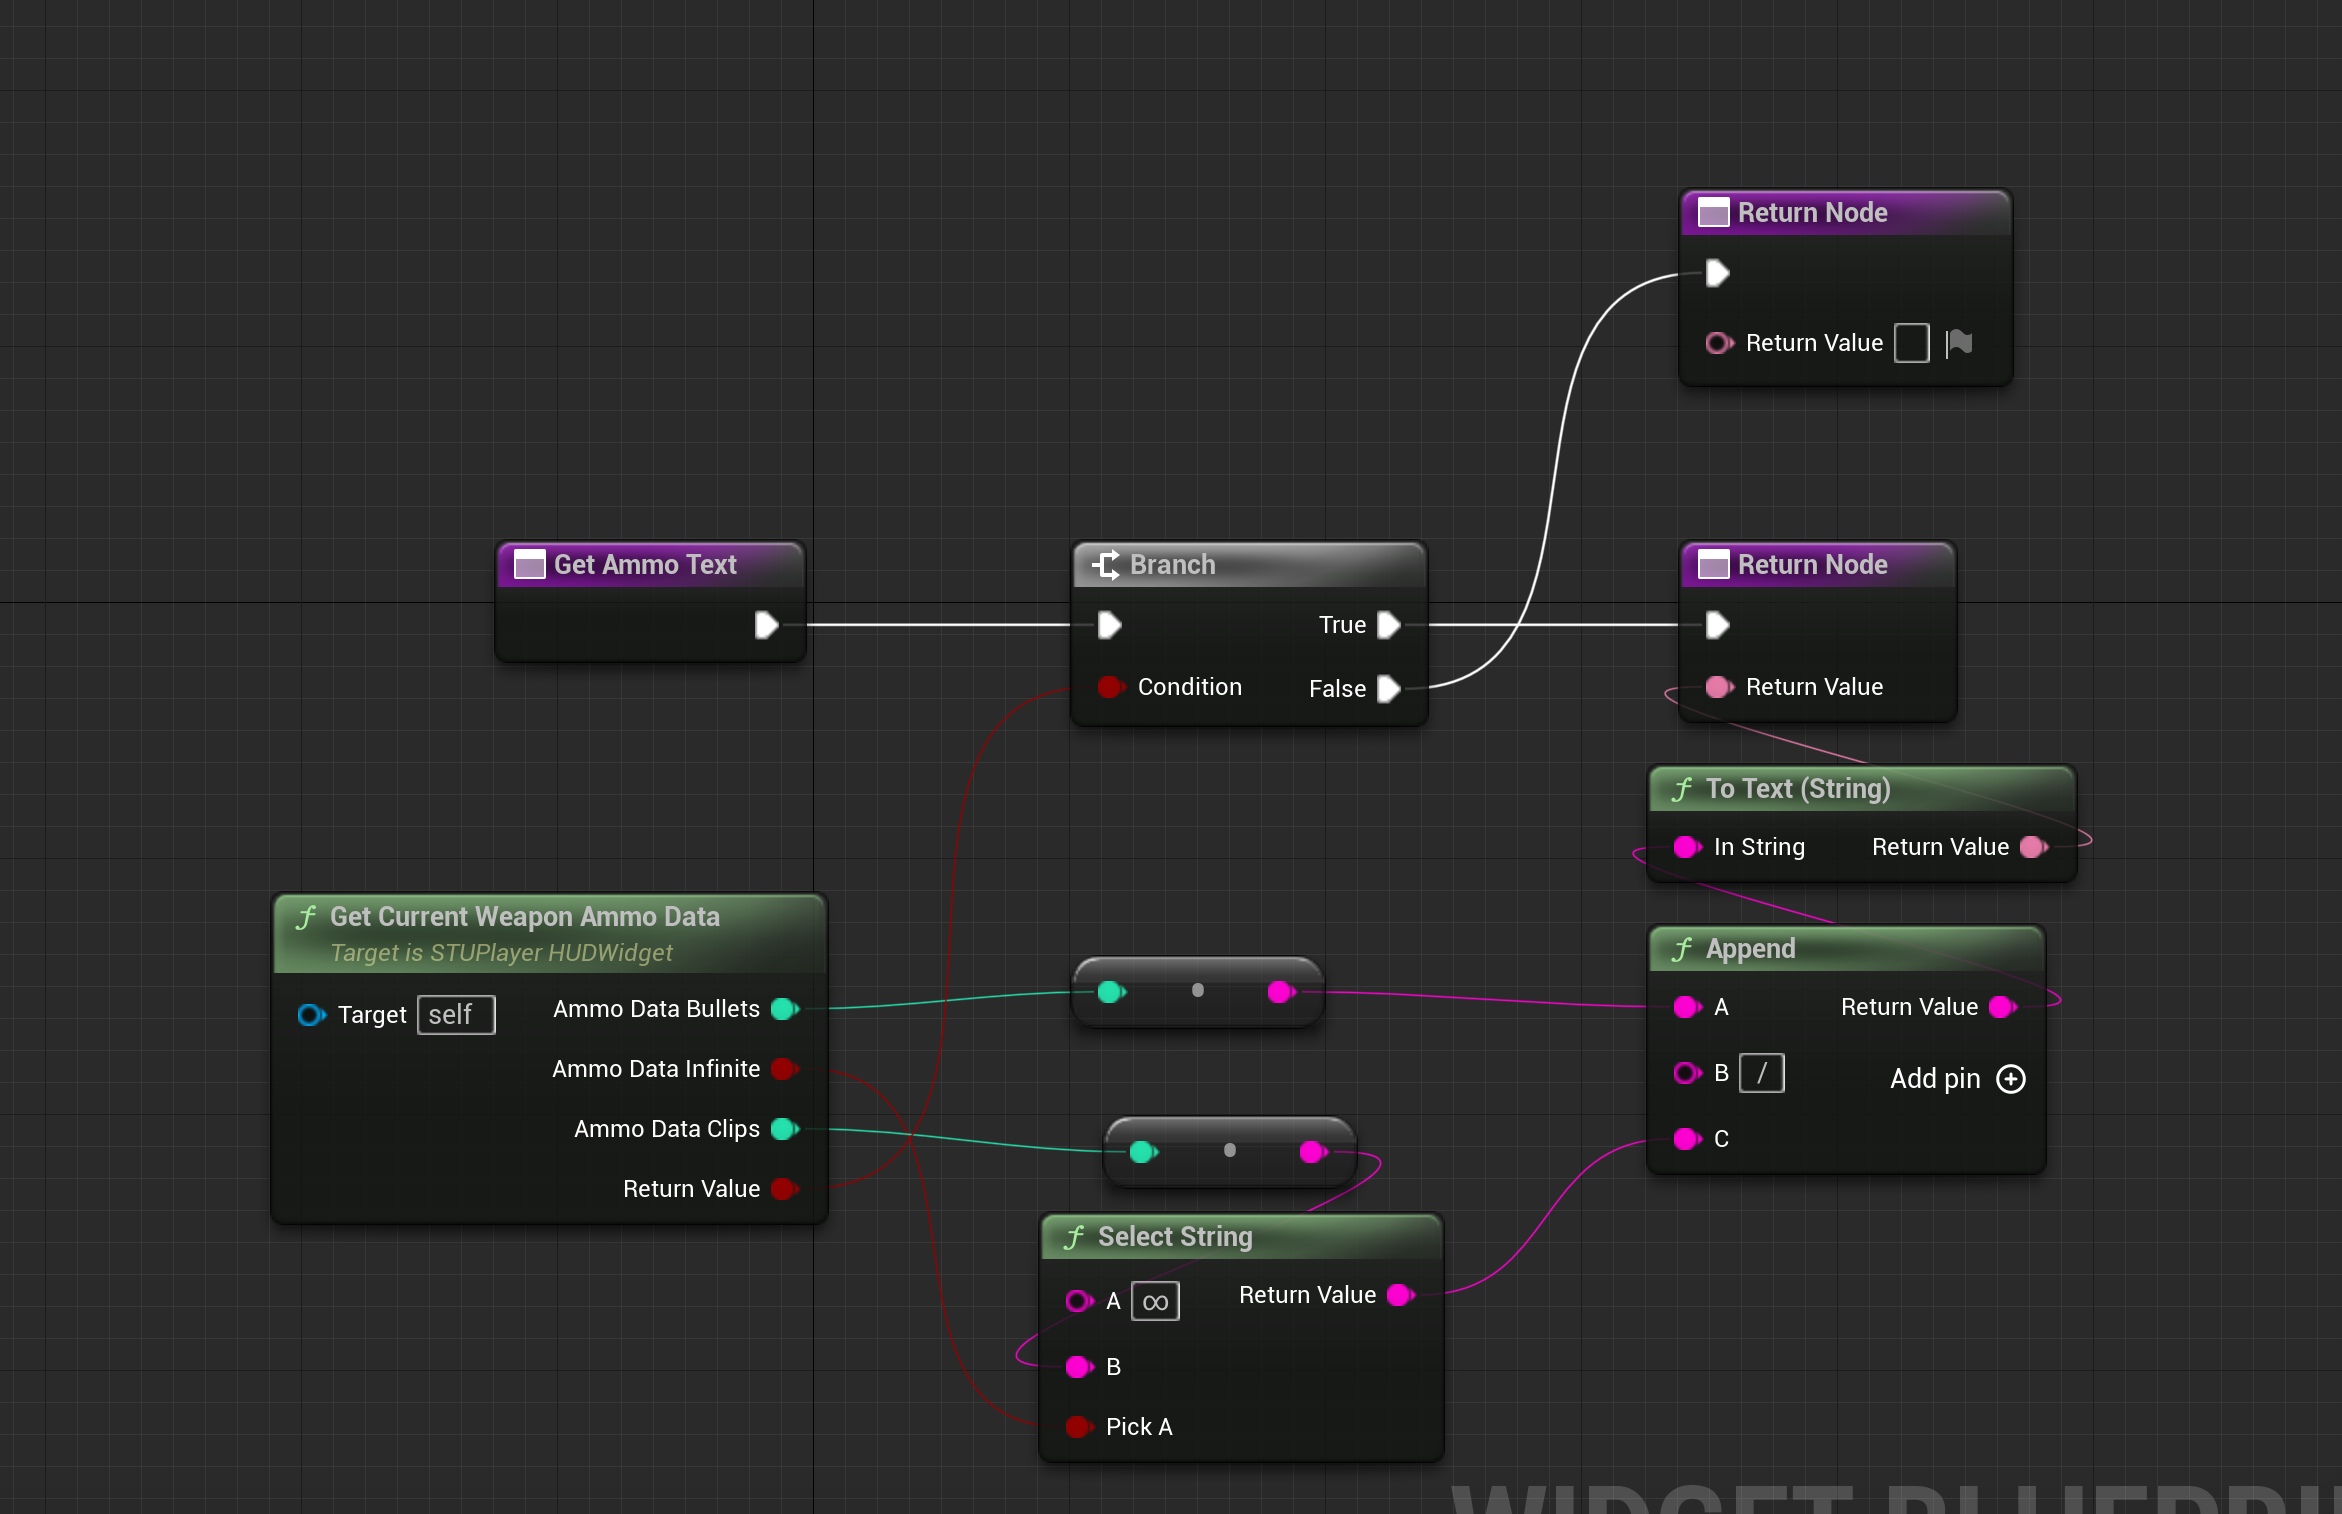 Return Node
Return Value
Get Ammo Text
Branch
True
Condition
False
Return Node
Return Value
To Text (String)
In String
Return Value
f Get Current Weapon Ammo Data
Target is STUPlayer HUDWidget
Target self
Ammo Data Bullets
Ammo Data Infinite
Ammo Data Clips
Return Value
f Append
A
Return Value
B /
Add pin
C
f Select String
A ∞
Return Value
B
Pick A